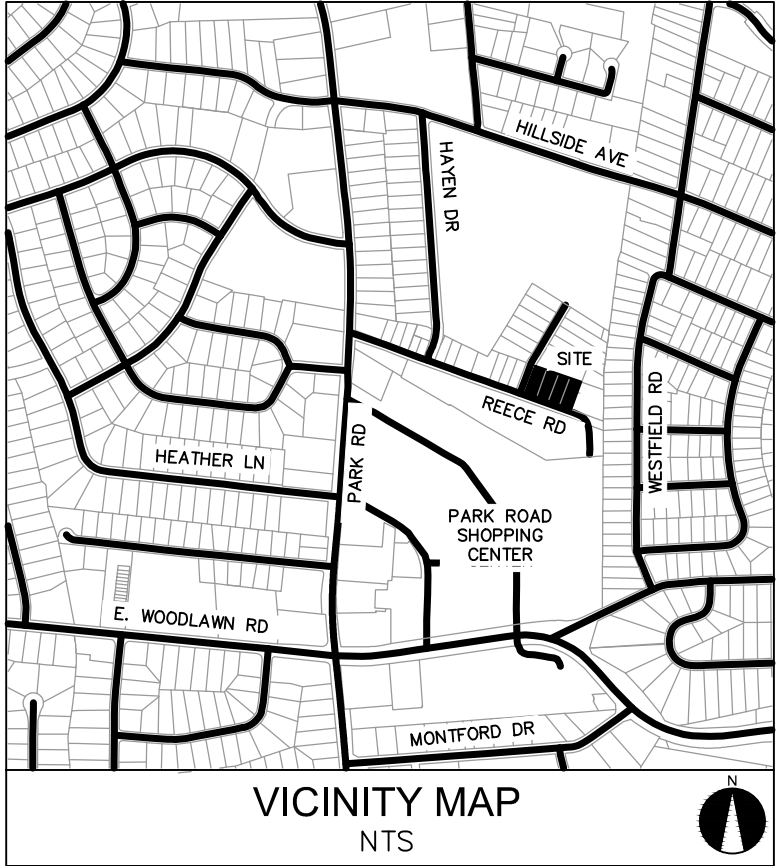 HILLSIDE AVE
HAYEN DR
SITE
REECE RD
WESTFIELD RD
PARK RD
HEATHER LN
PARK ROAD
SHOPPING
CENTER
E. WOODLAWN RD
MONTFORD DR
VICINITY MAP
NTS
N